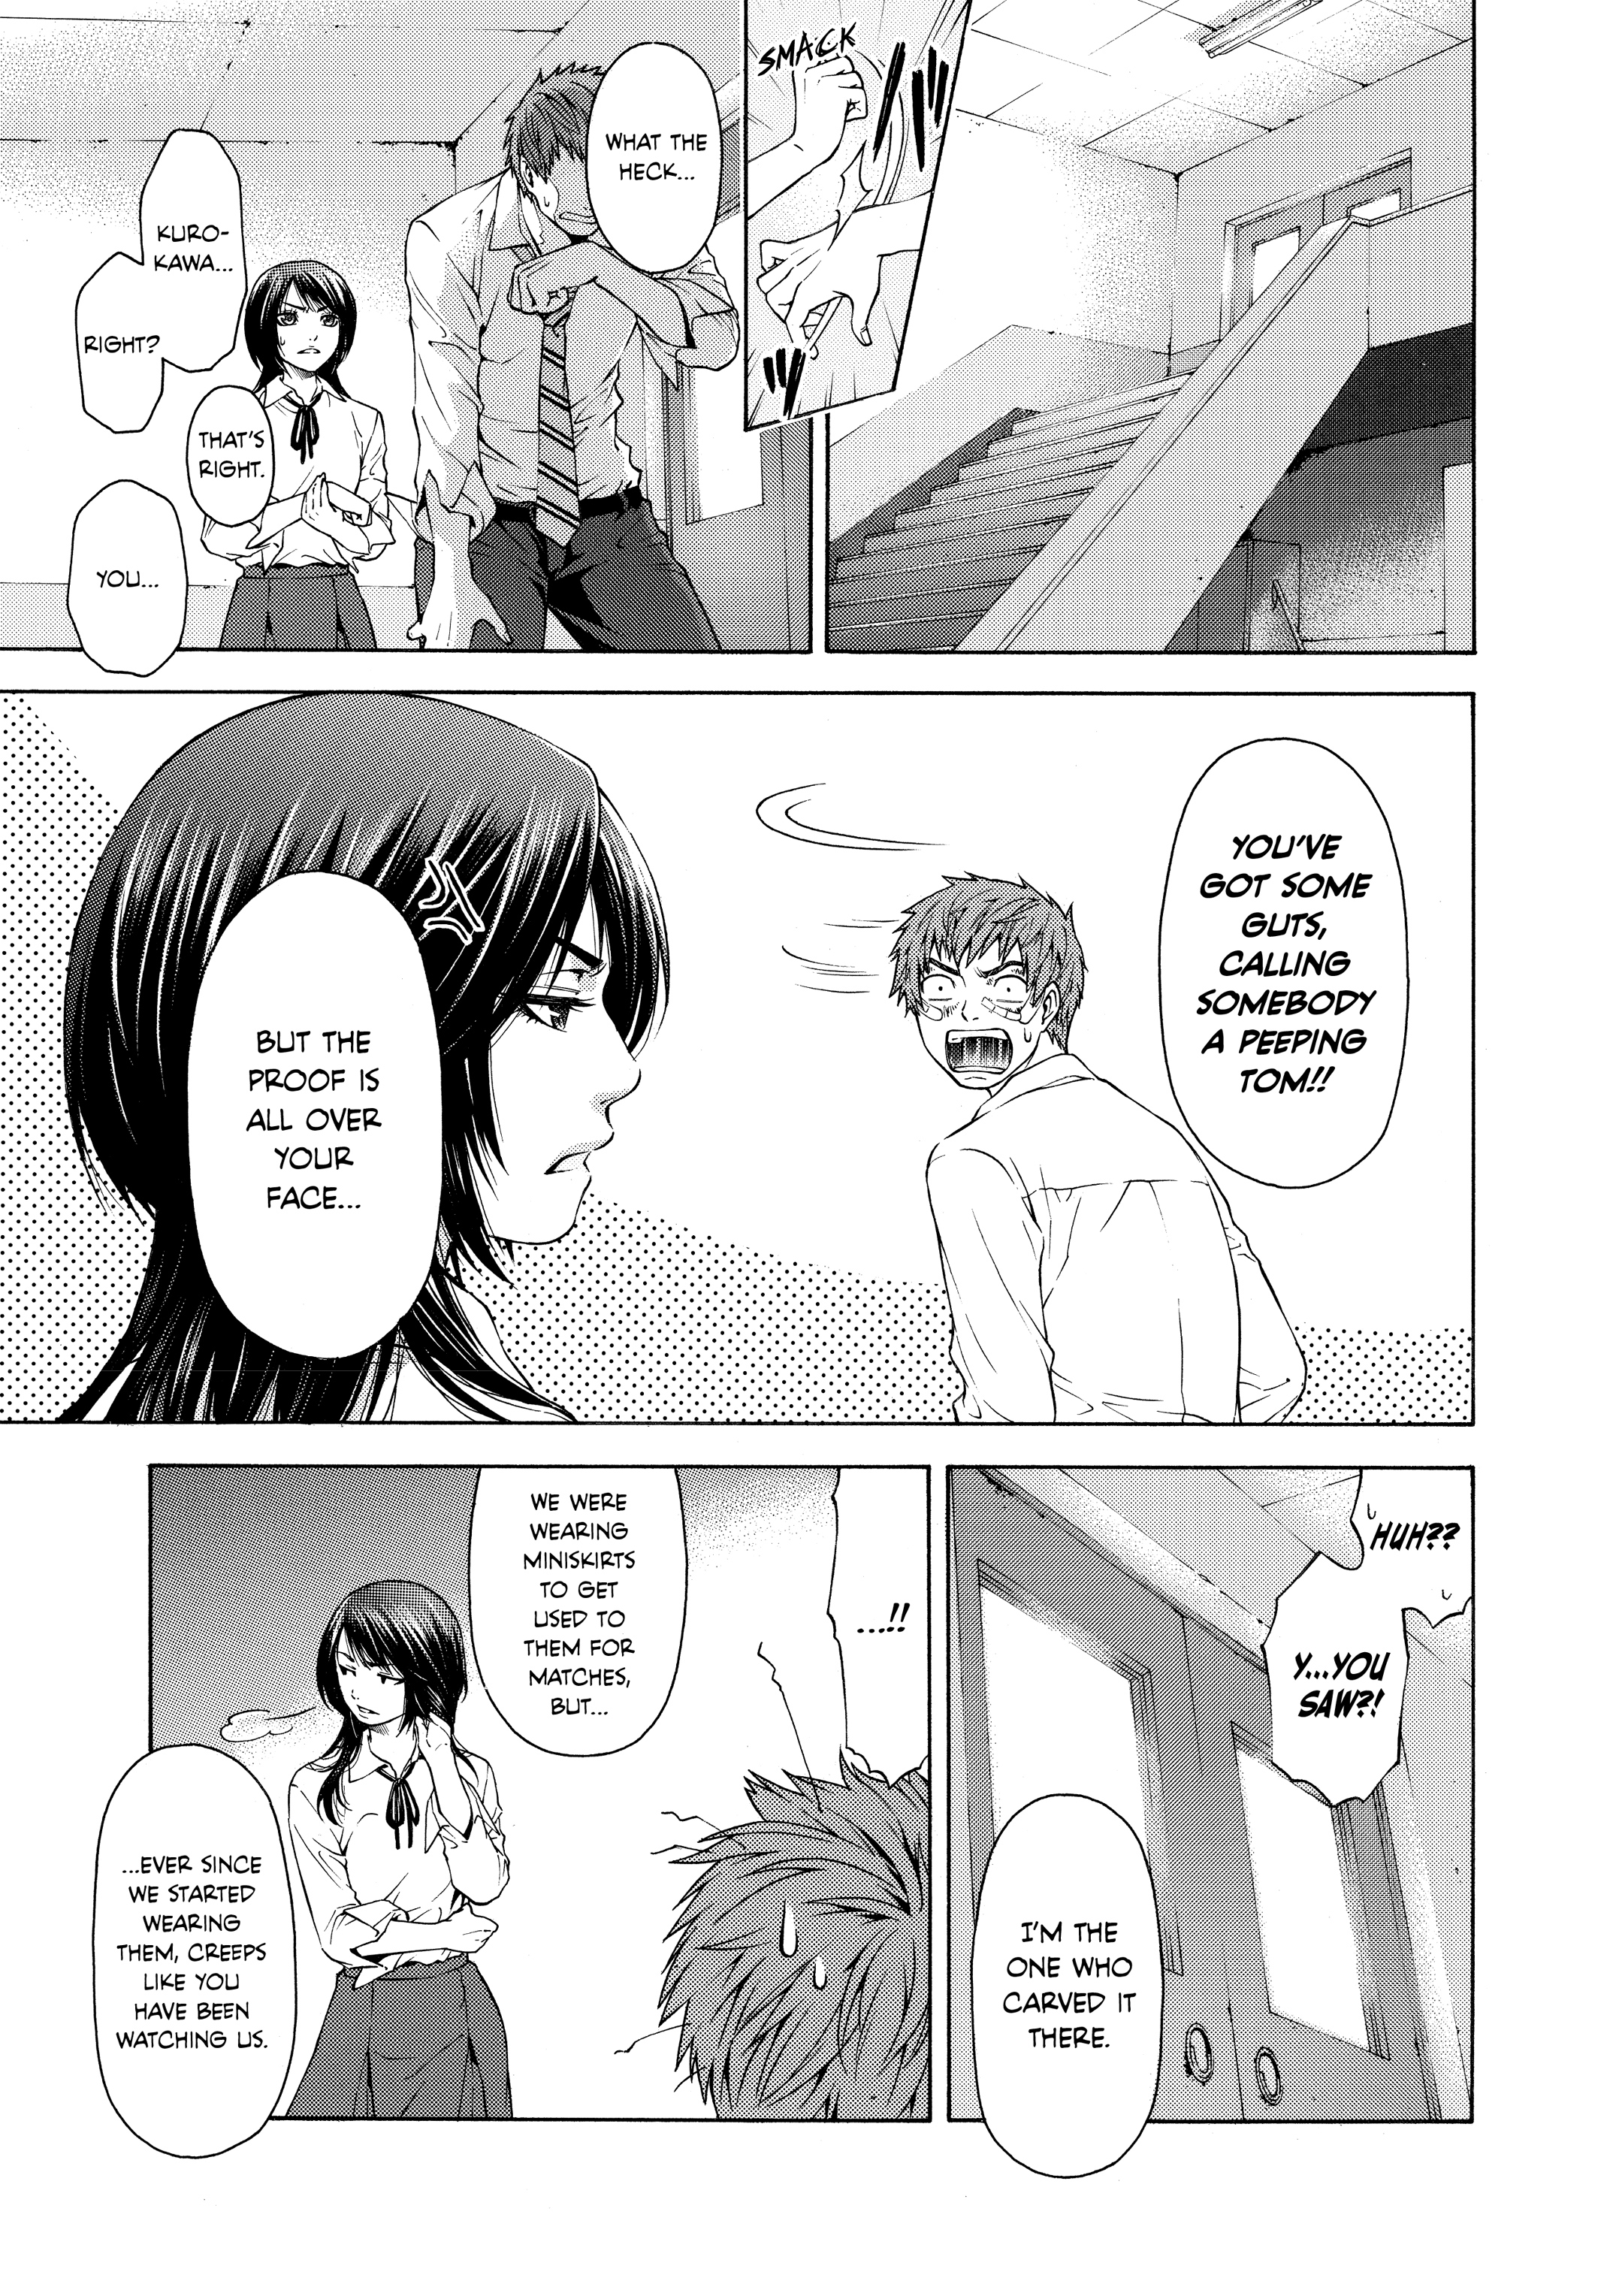 SMACK
WHAT THE
HECK...
KURO-
KAWA...
RIGHT?
THAT'S
RIGHT.
YOU...
YOU'VE
GOT SOME
GUTS,
CALLING
SOMEBODY
A PEEPING
TOM!!
BUT THE
PROOF IS
ALL OVER
YOUR
FACE...
HUH??
Y...YOU
SAW?!
I'M THE
ONE WHO
CARVED IT
THERE.
...!!
WE WERE
WEARING
MINISKIRTS
TO GET
USED TO
THEM FOR
MATCHES,
BUT...
...EVER SINCE
WE STARTED
WEARING
THEM, CREEPS
LIKE YOU
HAVE BEEN
WATCHING US.